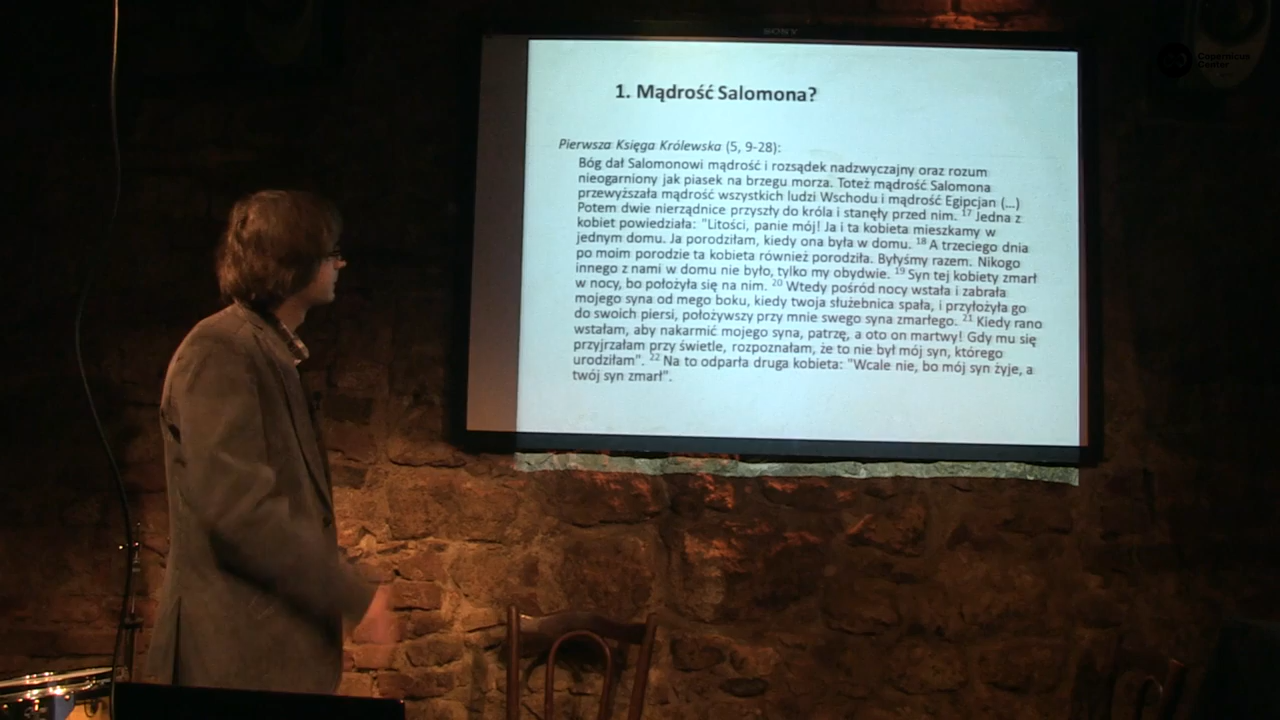 SONY
Copernicus
Center
1. Mądrość Salomona?
Pierwsza Księga Królewska (5, 9-28):
Bóg dał Salomonowi mądrość i rozsądek nadzwyczajny oraz rozum
nieogarniony jak piasek na brzegu morza. Toteż mądrość Salomona
przewyższała mądrość wszystkich ludzi Wschodu i mądrość Egipcjan (...)
Potem dwie nierządnice przyszły do króla i stanęły przed nim. 17 Jedna z
kobiet powiedziała: "Litości, panie mój! Ja i ta kobieta mieszkamy w
jednym domu. Ja porodziłam, kiedy ona była w domu. 18 A trzeciego dnia
po moim porodzie ta kobieta również porodziła. Byłyśmy razem. Nikogo
innego z nami w domu nie było, tylko my obydwie. 19 Syn tej kobiety zmarł
w nocy, bo położyła się na nim. 20 Wtedy pośród nocy wstała i zabrała
mojego syna od mego boku, kiedy twoja służebnica spała, i przyłożyła go
do swoich piersi, położywszy przy mnie swego syna zmarłego. 21 Kiedy rano
wstałam, aby nakarmić mojego syna, patrzę, a oto on martwy! Gdy mu się
przyjrzałam przy świetle, rozpoznałam, że to nie był mój syn, którego
urodziłam". 22 Na to odparła druga kobieta: "Wcale nie, bo mój syn żyje, a
twój syn zmarł".